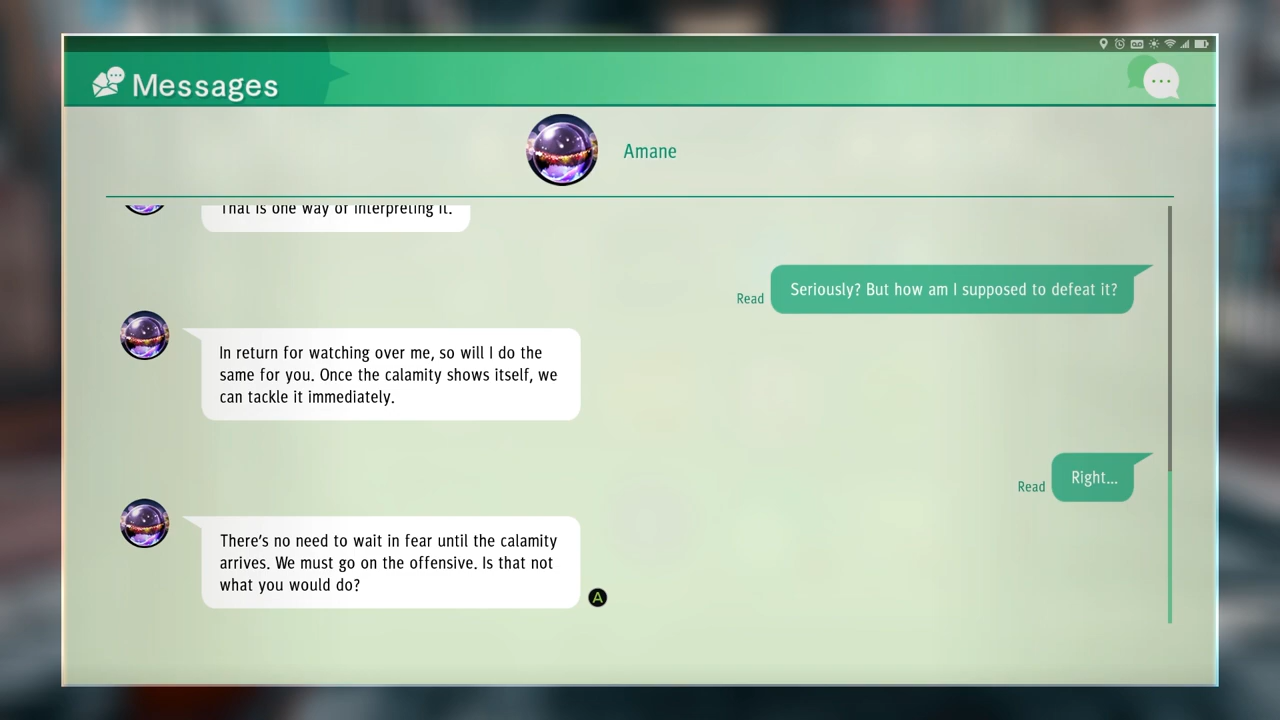 Messages
Amane
That is one way of interpreting it.
Seriously? But how am I supposed to defeat it?
Read
In return for watching over me, so will I do the
same for you. Once the calamity shows itself, we
can tackle it immediately.
Right...
Read
There's no need to wait in fear until the calamity
arrives. We must go on the offensive. Is that not
what you would do?
A